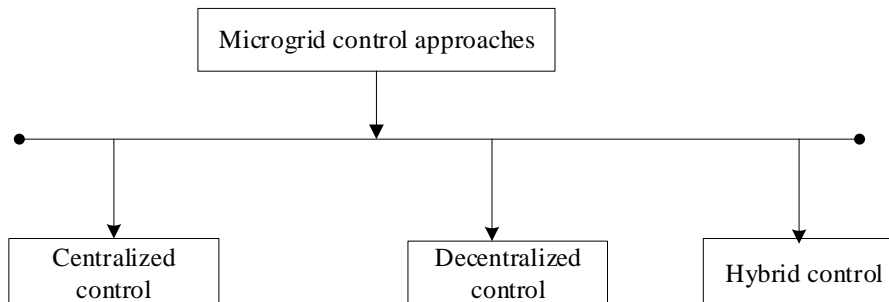 Microgrid control approaches
Centralized
control
Decentralized
control
Hybrid control